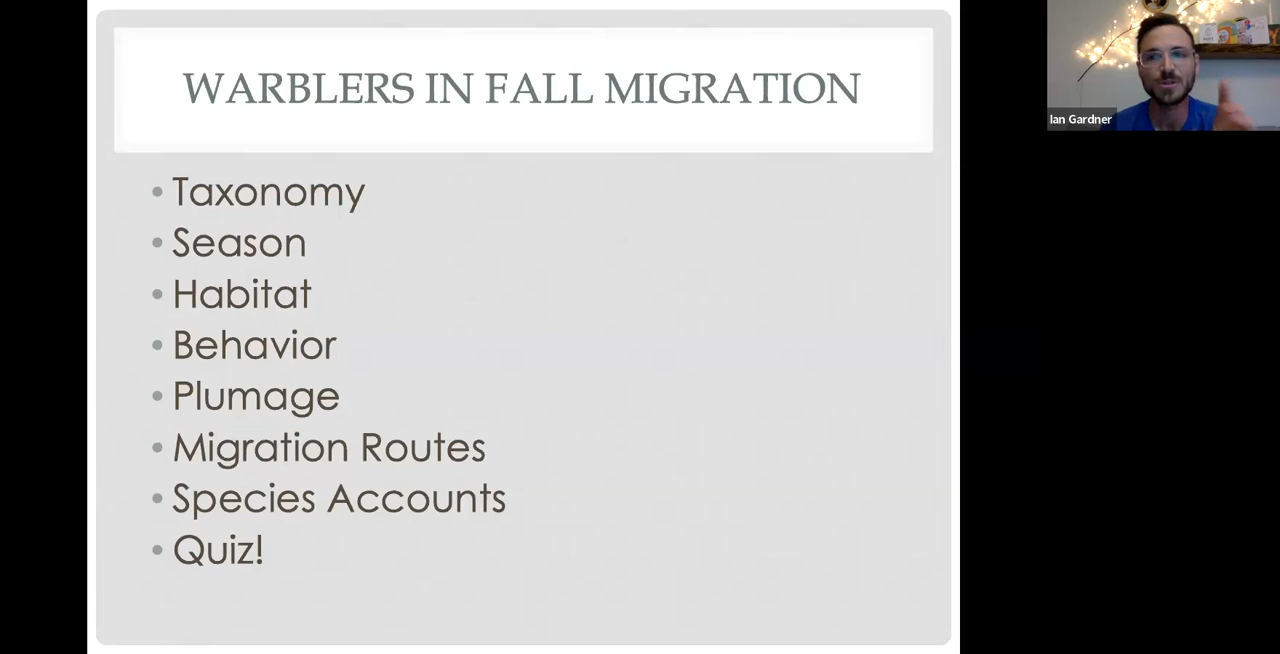 WARBLERS IN FALL MIGRATION
• Taxonomy
• Season
• Habitat
• Behavior
• Plumage
• Migration Routes
• Species Accounts
• Quiz!
Ian Gardner